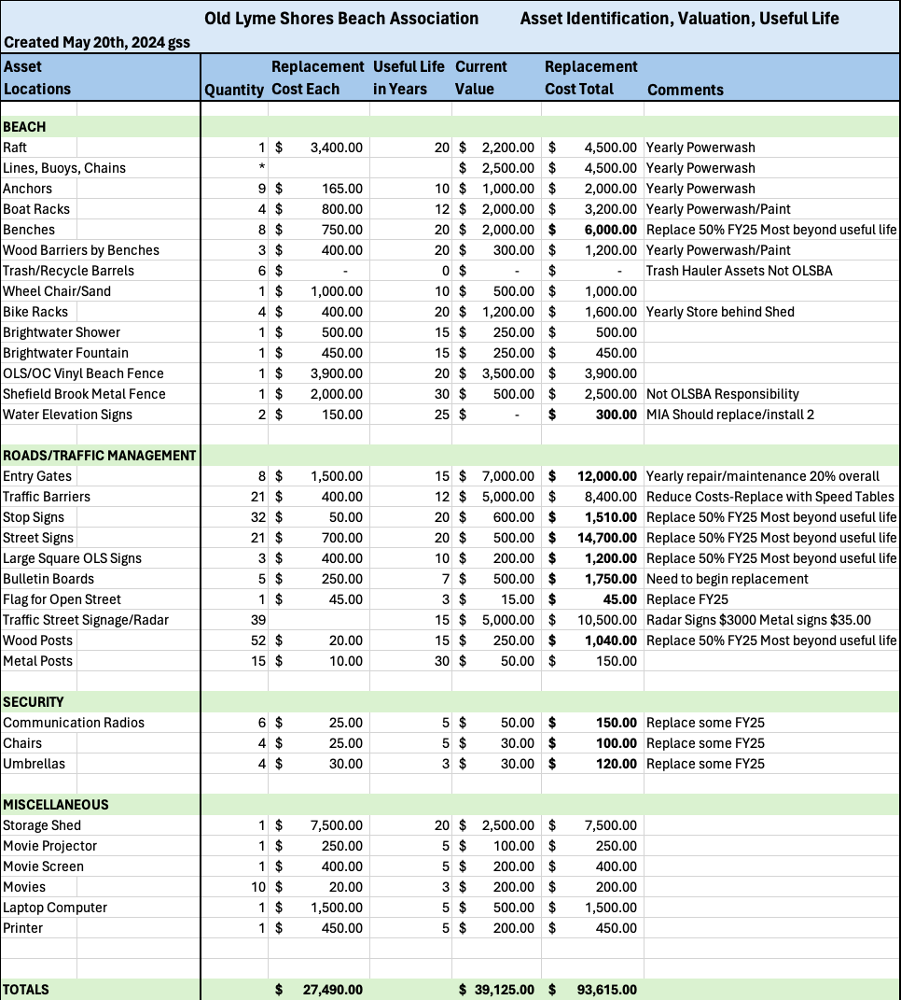 Old Lyme Shores Beach Association Asset Identification, Valuation, Useful Life
Created May 20th, 2024 gss
Asset Replacement Useful Life Current Replacement
Locations Quantity Cost Each in Years Value Cost Total Comments
BEACH
Raft 1 $ 3,400.00 20 $ 2,200.00 $ 4,500.00 Yearly Powerwash
Lines, Buoys, Chains * $ 2,500.00 $ 4,500.00 Yearly Powerwash
Anchors 9 $ 165.00 10 $ 1,000.00 $ 2,000.00 Yearly Powerwash
Boat Racks 4 $ 800.00 12 $ 2,000.00 $ 3,200.00 Yearly Powerwash/Paint
Benches 8 $ 750.00 20 $ 2,000.00 $ 6,000.00 Replace 50% FY25 Most beyond useful life
Wood Barriers by Benches 3 $ 400.00 20 $ 300.00 $ 1,200.00 Yearly Powerwash/Paint
Trash/Recycle Barrels 6 $ - 0 $ - $ - Trash Hauler Assets Not OLSBA
Wheel Chair/Sand 1 $ 1,000.00 10 $ 500.00 $ 1,000.00
Bike Racks 4 $ 400.00 20 $ 1,200.00 $ 1,600.00 Yearly Store behind Shed
Brightwater Shower 1 $ 500.00 15 $ 250.00 $ 500.00
Brightwater Fountain 1 $ 450.00 15 $ 250.00 $ 450.00
OLS/OC Vinyl Beach Fence 1 $ 3,900.00 20 $ 3,500.00 $ 3,900.00
Shefield Brook Metal Fence 1 $ 2,000.00 30 $ 500.00 $ 2,500.00 Not OLSBA Responsibility
Water Elevation Signs 2 $ 150.00 25 $ - $ 300.00 MIA Should replace/install 2
ROADS/TRAFFIC MANAGEMENT
Entry Gates 8 $ 1,500.00 15 $ 7,000.00 $ 12,000.00 Yearly repair/maintenance 20% overall
Traffic Barriers 21 $ 400.00 12 $ 5,000.00 $ 8,400.00 Reduce Costs-Replace with Speed Tables
Stop Signs 32 $ 50.00 20 $ 600.00 $ 1,510.00 Replace 50% FY25 Most beyond useful life
Street Signs 21 $ 700.00 20 $ 500.00 $ 14,700.00 Replace 50% FY25 Most beyond useful life
Large Square OLS Signs 3 $ 400.00 10 $ 200.00 $ 1,200.00 Replace 50% FY25 Most beyond useful life
Bulletin Boards 5 $ 250.00 7 $ 500.00 $ 1,750.00 Need to begin replacement
Flag for Open Street 1 $ 45.00 3 $ 15.00 $ 45.00 Replace FY25
Traffic Street Signage/Radar 39 15 $ 5,000.00 $ 10,500.00 Radar Signs $3000 Metal signs $35.00
Wood Posts 52 $ 20.00 15 $ 250.00 $ 1,040.00 Replace 50% FY25 Most beyond useful life
Metal Posts 15 $ 10.00 30 $ 50.00 $ 150.00
SECURITY
Communication Radios 6 $ 25.00 5 $ 50.00 $ 150.00 Replace some FY25
Chairs 4 $ 25.00 5 $ 30.00 $ 100.00 Replace some FY25
Umbrellas 4 $ 30.00 3 $ 30.00 $ 120.00 Replace some FY25
MISCELLANEOUS
Storage Shed 1 $ 7,500.00 20 $ 2,500.00 $ 7,500.00
Movie Projector 1 $ 250.00 5 $ 100.00 $ 250.00
Movie Screen 1 $ 400.00 5 $ 200.00 $ 400.00
Movies 10 $ 20.00 3 $ 200.00 $ 200.00
Laptop Computer 1 $ 1,500.00 5 $ 500.00 $ 1,500.00
Printer 1 $ 450.00 5 $ 200.00 $ 450.00
TOTALS $ 27,490.00 $ 39,125.00 $ 93,615.00